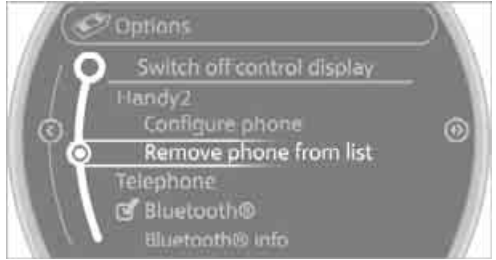 Options
Switch off control display
Handy2
Configure phone
Remove phone from list
Telephone
Bluetooth®
Bluetooth® info